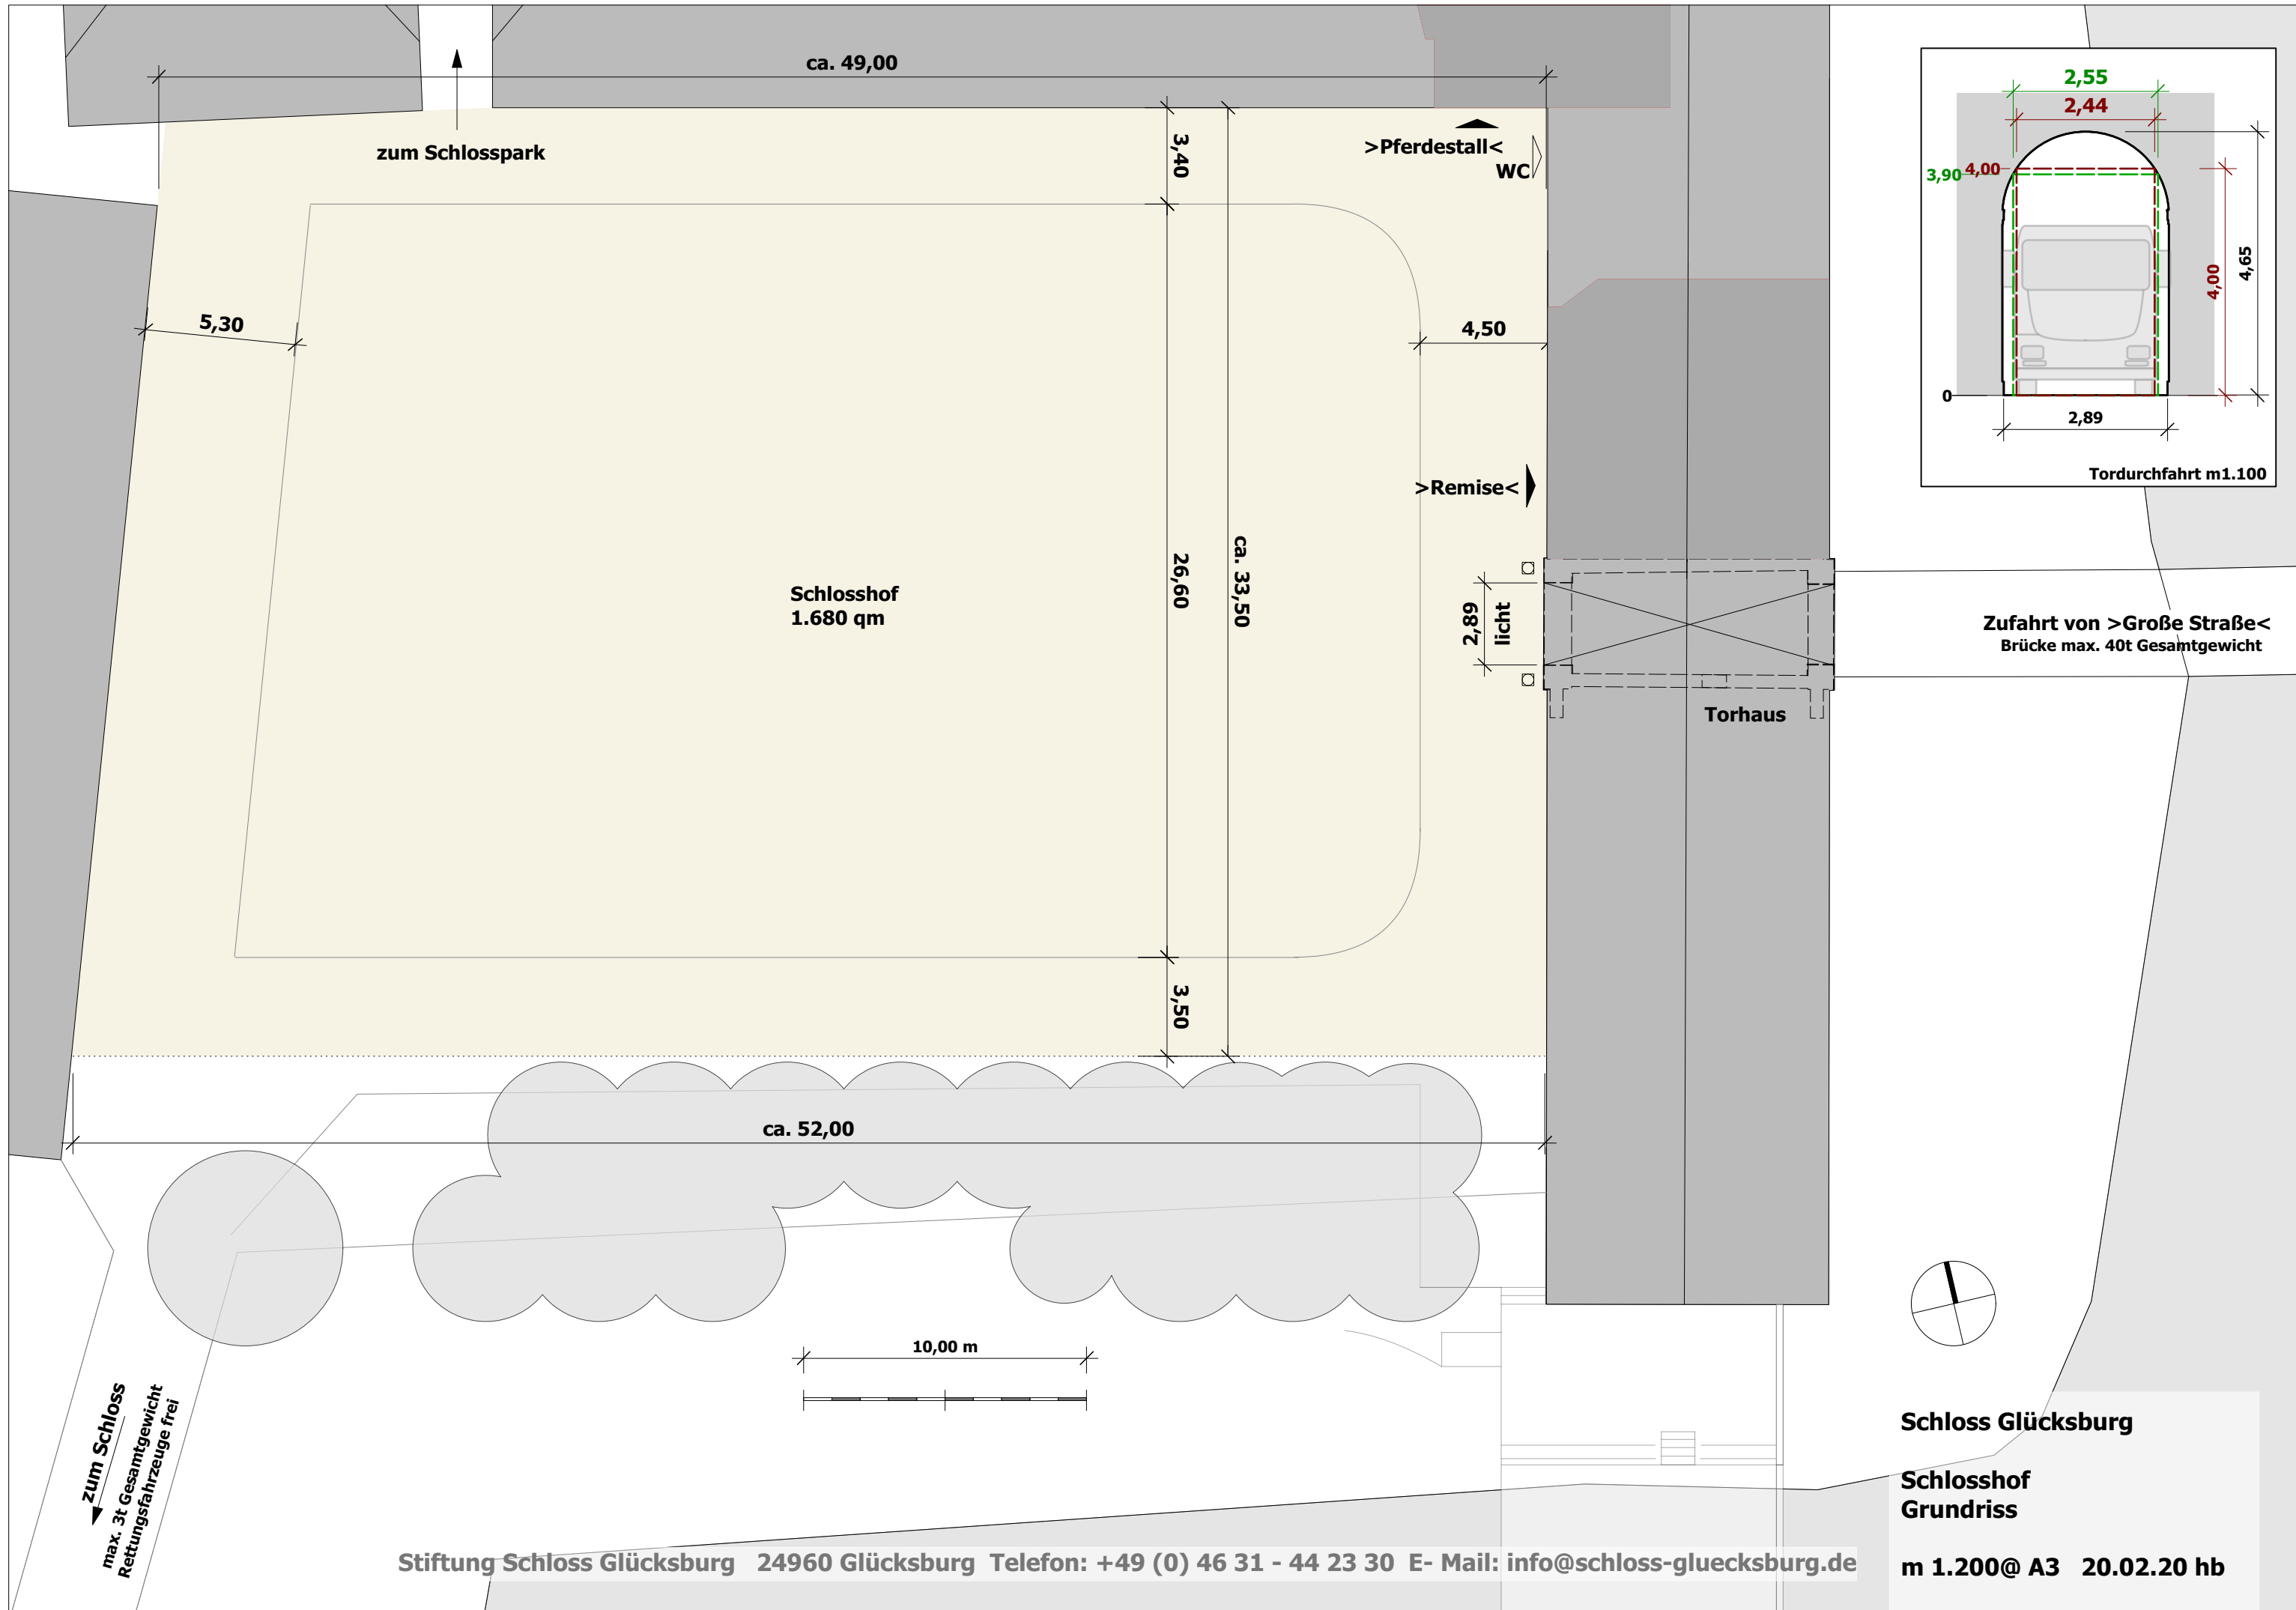 ca. 49,00
zum Schlosspark
3,40
>Pferdestall<
WC
2,55
2,44
3,90
4,00
4,00
4,65
0
2,89
Tordurchfahrt m1.100
5,30
4,50
>Remise<
26,60
ca. 33,50
Schlosshof
1.680 qm
2,89
licht
Zufahrt von >Große Straße<
Brücke max. 40t Gesamtgewicht
Torhaus
3,50
ca. 52,00
10,00 m
zum Schloss
max. 3t Gesamtgewicht
Rettungsfahrzeuge frei
Schloss Glücksburg
Schlosshof
Grundriss
m 1.200@ A3 20.02.20 hb
Stiftung Schloss Glücksburg 24960 Glücksburg Telefon: +49 (0) 46 31 - 44 23 30 E- Mail: info@schloss-gluecksburg.de